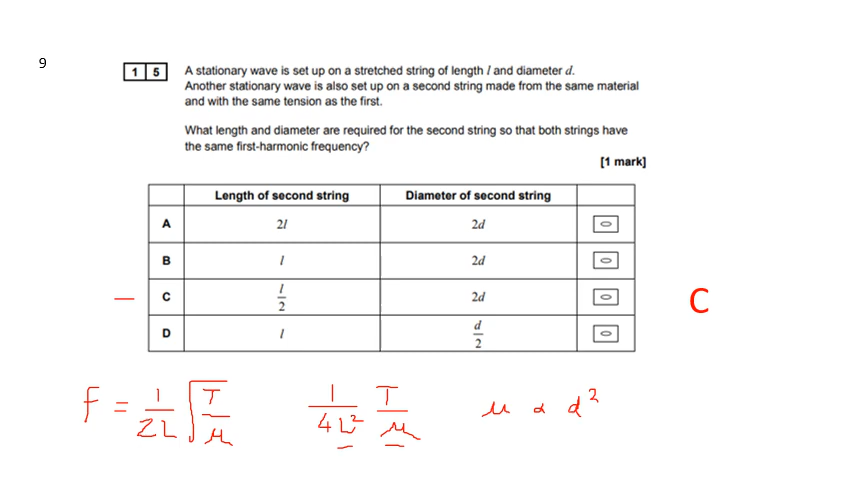 9
1 5 A stationary wave is set up on a stretched string of length l and diameter d.
Another stationary wave is also set up on a second string made from the same material
and with the same tension as the first.
What length and diameter are required for the second string so that both strings have
the same first-harmonic frequency?
[1 mark]
Length of second string Diameter of second string
A 2l 2d
B l 2d
– C l/2 2d C
D l d/2
F = 1/2L √T/μ 1/4L² T/μ μ ∝ d²